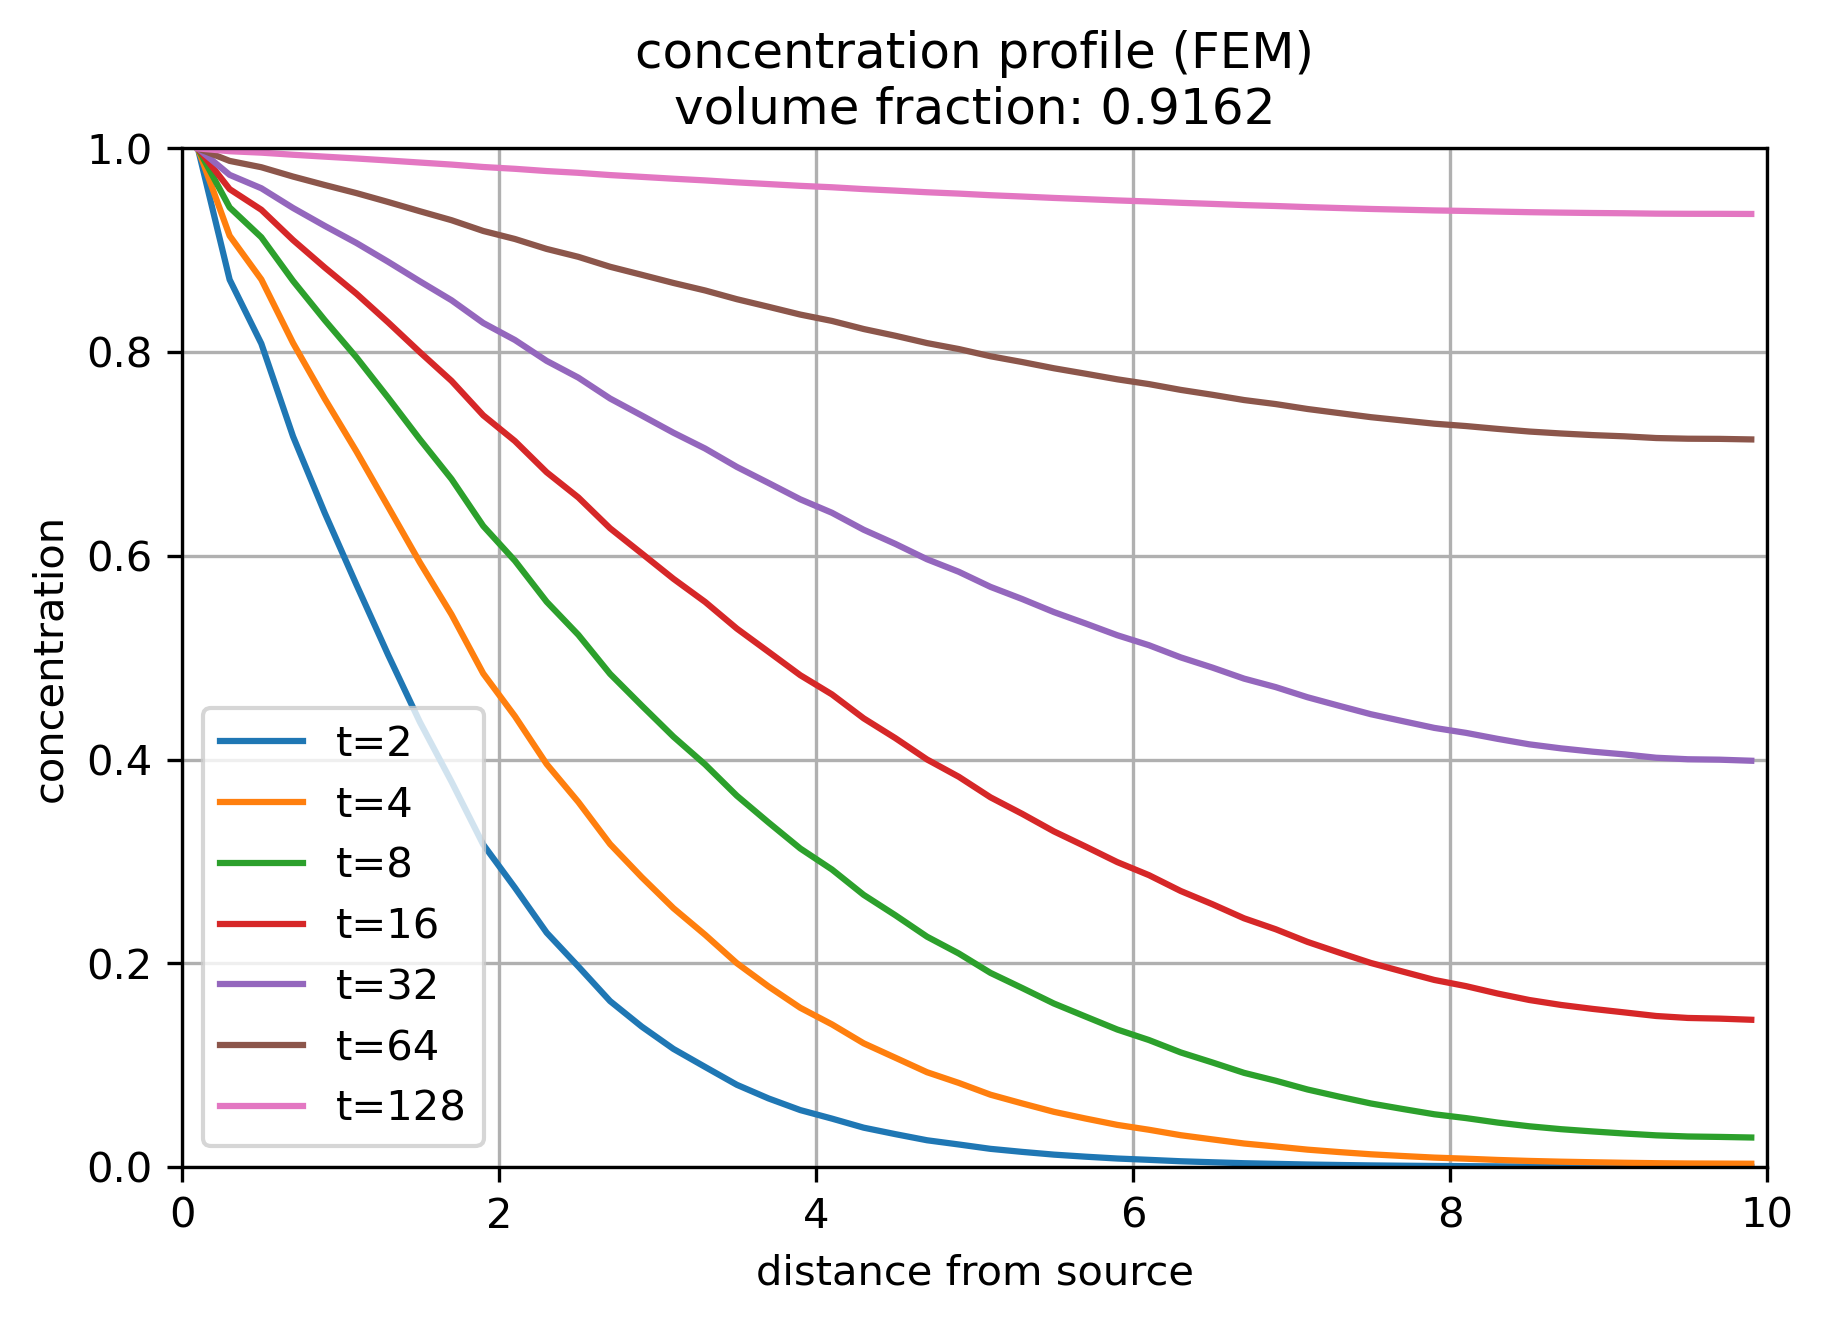 concentration profile (FEM)
volume fraction: 0.9162
1.0
0.8
0.6
0.4
0.2
0.0
concentration
t=2
t=4
t=8
t=16
t=32
t=64
t=128
0 2 4 6 8 10
distance from source